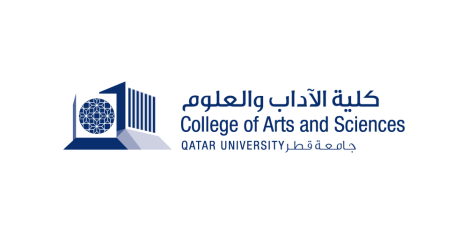 كلية الآداب والعلوم
College of Arts and Sciences
QATAR UNIVERSITY جامعة قطر